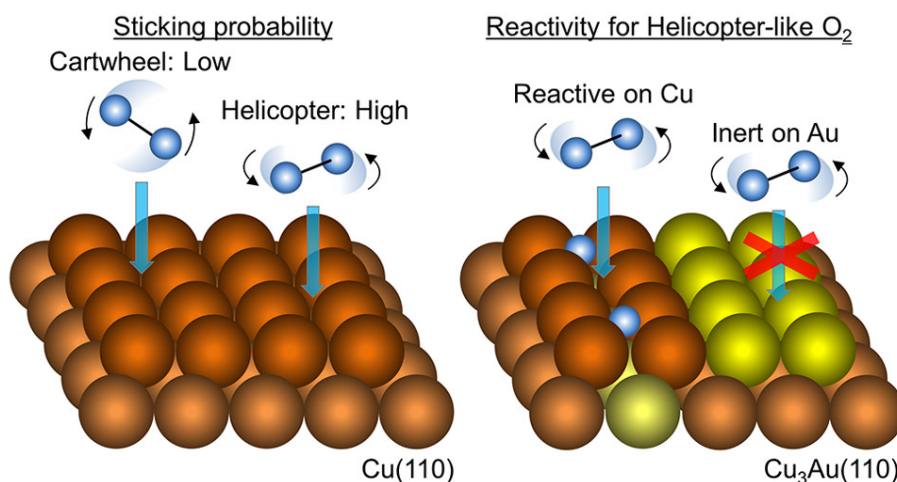 Sticking probability
Cartwheel: Low
Helicopter: High
Cu(110)
Reactivity for Helicopter-like O₂
Reactive on Cu
Inert on Au
Cu₃Au(110)